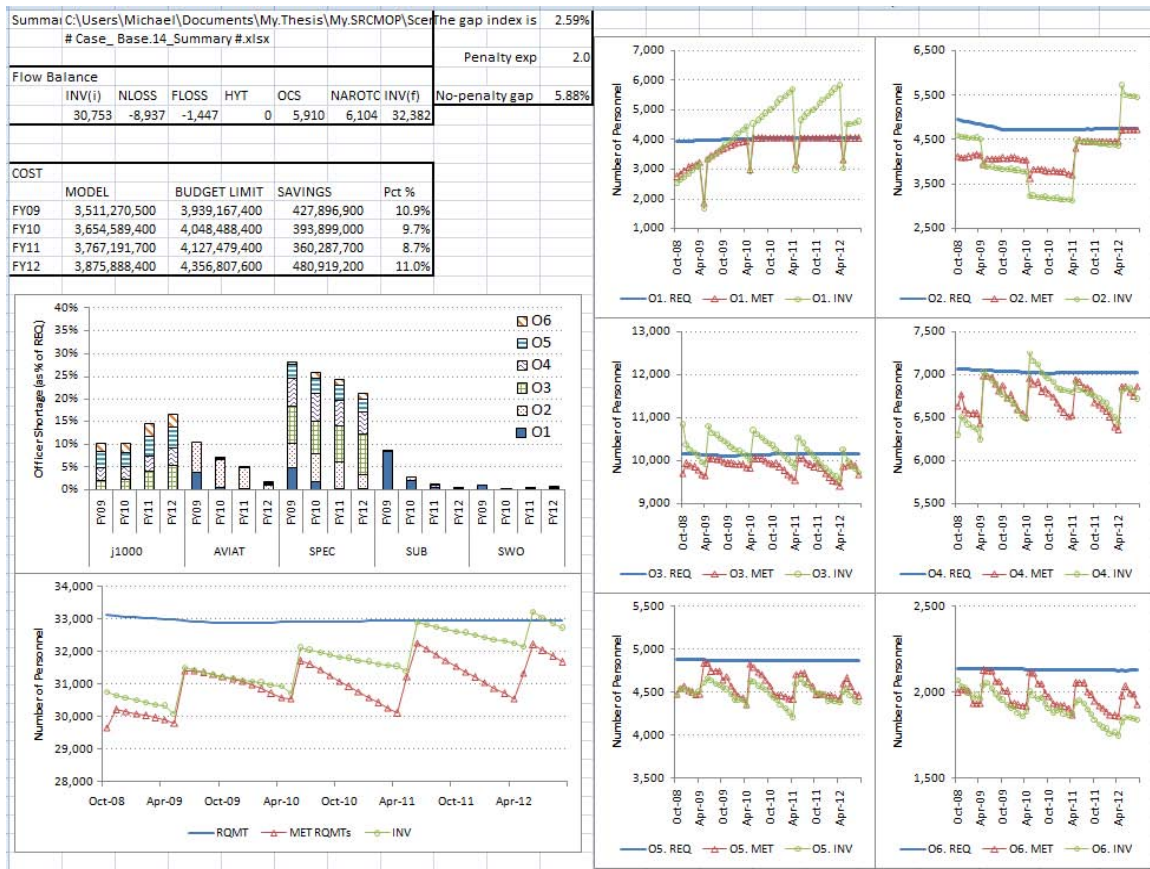 Summar C:\Users\Michael\Documents\My.Thesis\My.SRCMOP\Scer The gap index is 2.59%
# Case_ Base.14_Summary #.xlsx
Penalty exp 2.0
Flow Balance
INV(i) NLOSS FLOSS HYT OCS NAROTC INV(f) No-penalty gap 5.88%
30,753 -8,937 -1,447 0 5,910 6,104 32,382
COST
MODEL BUDGET LIMIT SAVINGS Pct %
FY09 3,511,270,500 3,939,167,400 427,896,900 10.9%
FY10 3,654,589,400 4,048,488,400 393,899,000 9.7%
FY11 3,767,191,700 4,127,479,400 360,287,700 8.7%
FY12 3,875,888,400 4,356,807,600 480,919,200 11.0%
Officer Shortage (as % of REQ)
40%
35%
30%
25%
20%
15%
10%
5%
0%
O6
O5
O4
O3
O2
O1
FY09 FY10 FY11 FY12 FY09 FY10 FY11 FY12 FY09 FY10 FY11 FY12 FY09 FY10 FY11 FY12 FY09 FY10 FY11 FY12
j1000 AVIAT SPEC SUB SWO
Number of Personnel
34,000
33,000
32,000
31,000
30,000
29,000
28,000
Oct-08 Apr-09 Oct-09 Apr-10 Oct-10 Apr-11 Oct-11 Apr-12
RQMT MET RQMTs INV
Number of Personnel
7,000
6,000
5,000
4,000
3,000
2,000
1,000
Oct-08 Apr-09 Oct-09 Apr-10 Oct-10 Apr-11 Oct-11 Apr-12
O1. REQ O1. MET O1. INV
Number of Personnel
6,500
5,500
4,500
3,500
2,500
Oct-08 Apr-09 Oct-09 Apr-10 Oct-10 Apr-11 Oct-11 Apr-12
O2. REQ O2. MET O2. INV
Number of Personnel
13,000
12,000
11,000
10,000
9,000
Oct-08 Apr-09 Oct-09 Apr-10 Oct-10 Apr-11 Oct-11 Apr-12
O3. REQ O3. MET O3. INV
Number of Personnel
7,500
7,000
6,500
6,000
5,500
Oct-08 Apr-09 Oct-09 Apr-10 Oct-10 Apr-11 Oct-11 Apr-12
O4. REQ O4. MET O4. INV
Number of Personnel
5,500
5,000
4,500
4,000
3,500
Oct-08 Apr-09 Oct-09 Apr-10 Oct-10 Apr-11 Oct-11 Apr-12
O5. REQ O5. MET O5. INV
Number of Personnel
2,500
2,000
1,500
Oct-08 Apr-09 Oct-09 Apr-10 Oct-10 Apr-11 Oct-11 Apr-12
O6. REQ O6. MET O6. INV